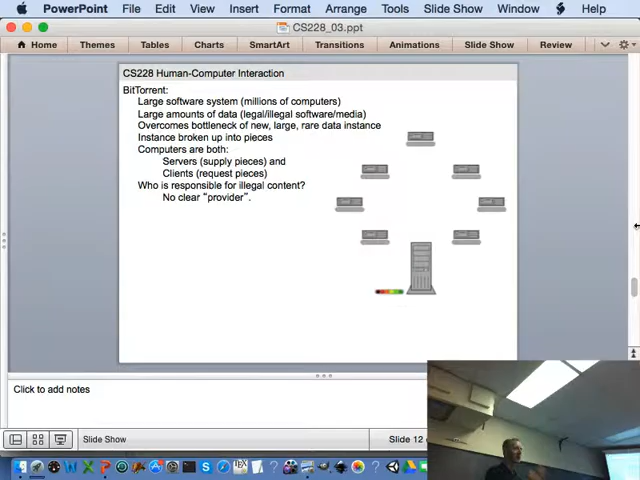 PowerPoint File Edit View Insert Format Arrange Tools Slide Show Window Help
CS228_03.ppt
Home Themes Tables Charts SmartArt Transitions Animations Slide Show Review
CS228 Human-Computer Interaction
BitTorrent:
Large software system (millions of computers)
Large amounts of data (legal/illegal software/media)
Overcomes bottleneck of new, large, rare data instance
Instance broken up into pieces
Computers are both:
Servers (supply pieces) and
Clients (request pieces)
Who is responsible for illegal content?
No clear “provider”.
Click to add notes
Slide Show Slide 12 o